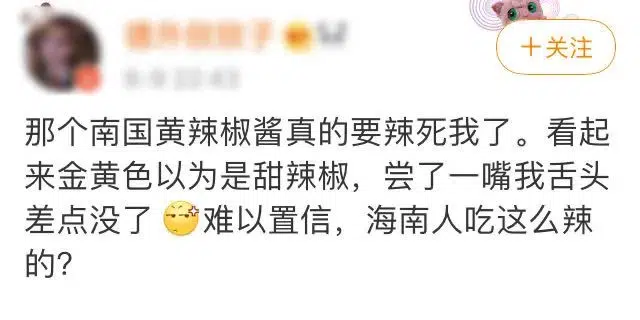 +关注
那个南国黄辣椒酱真的要辣死我了。看起
来金黄色以为是甜辣椒，尝了一嘴我舌头
差点没了 难以置信，海南人吃这么辣
的？